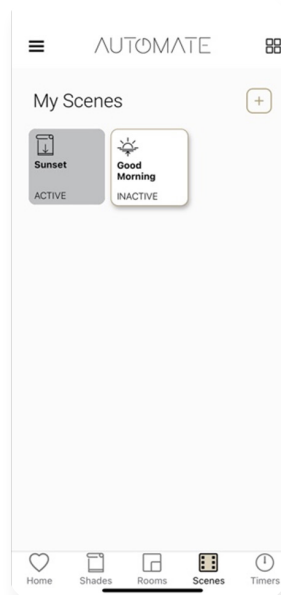 AUTOMATE
My Scenes
Sunset
ACTIVE
Good
Morning
INACTIVE
Home
Shades
Rooms
Scenes
Timers